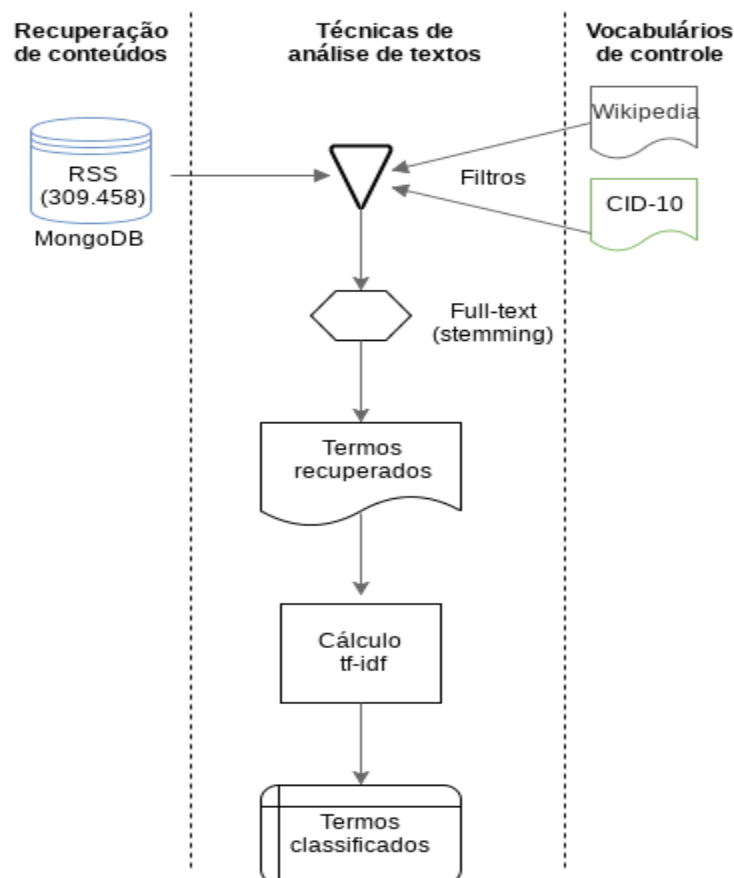 Recuperação
de conteúdos
Técnicas de
análise de textos
Vocabulários
de controle
RSS
(309.458)
MongoDB
Wikipedia
Filtros
CID-10
Full-text
(stemming)
Termos
recuperados
Cálculo
tf-idf
Termos
classificados